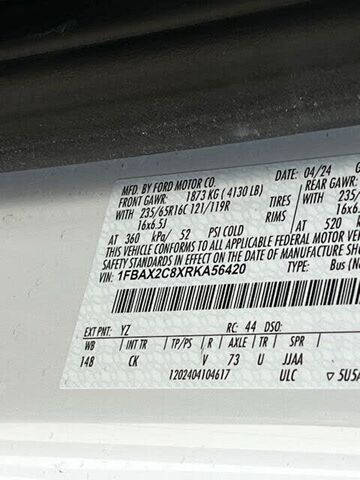 MFD. BY FORD MOTOR CO. DATE: 04/24
FRONT GAWR: 1873 KG ( 4130 LB) REAR GAWR:
WITH 235/65R16C 121/119R TIRES 235/
16x6.5J RIMS 16x6.
AT 360 kPa/ 52 PSI COLD AT 520
THIS VEHICLE CONFORMS TO ALL APPLICABLE FEDERAL MOTOR VEH
SAFETY STANDARDS IN EFFECT ON THE DATE OF MANUFACTURE SHO
VIN: 1FBAX2C8XRKA56420 TYPE: Bus (N
EXT PNT: YZ RC: 44 DSO:
WB INT TR TP/PS R AXLE TR SPR
148 CK V 73 U JJAA
1202404104617 ULC ▽5U5A